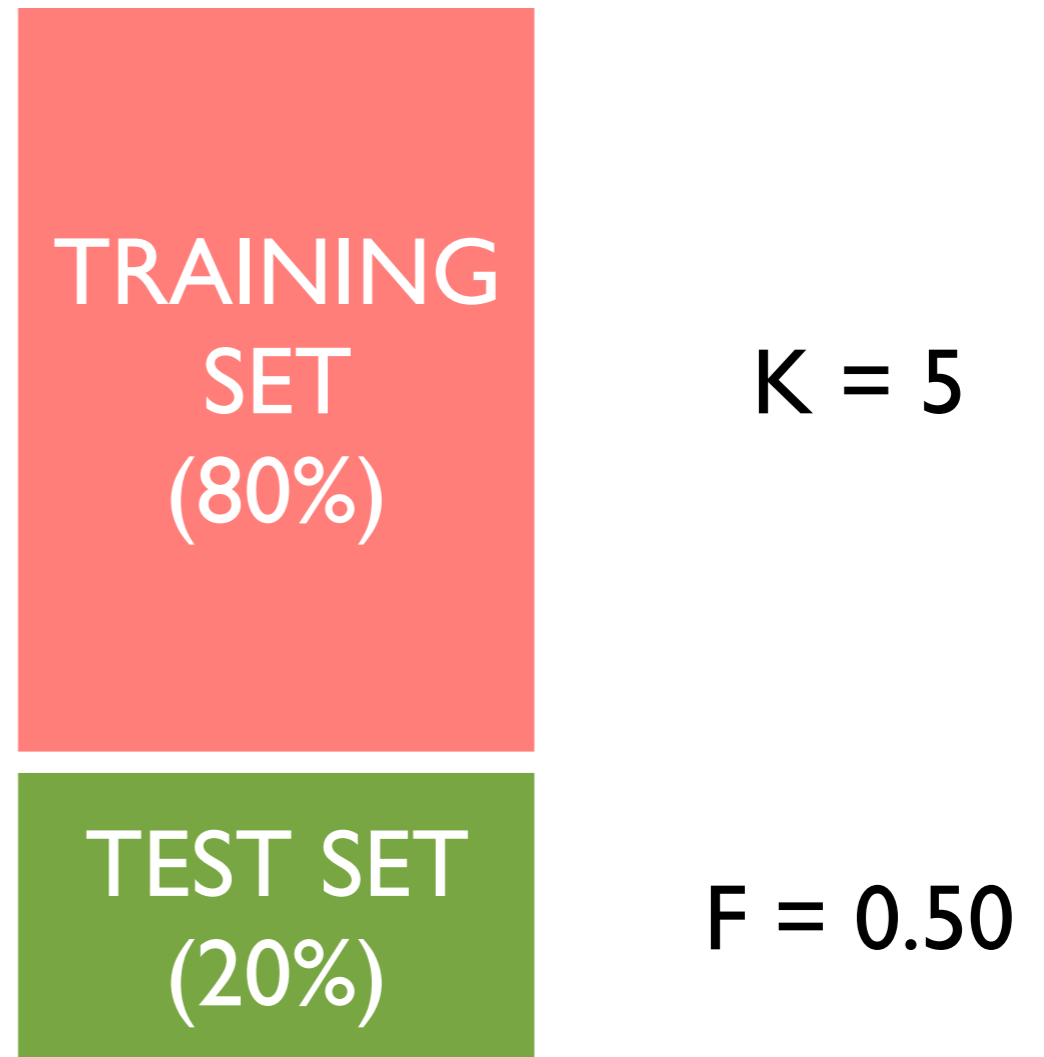 TRAINING
SET
(80%)
K = 5
TEST SET
(20%)
F = 0.50